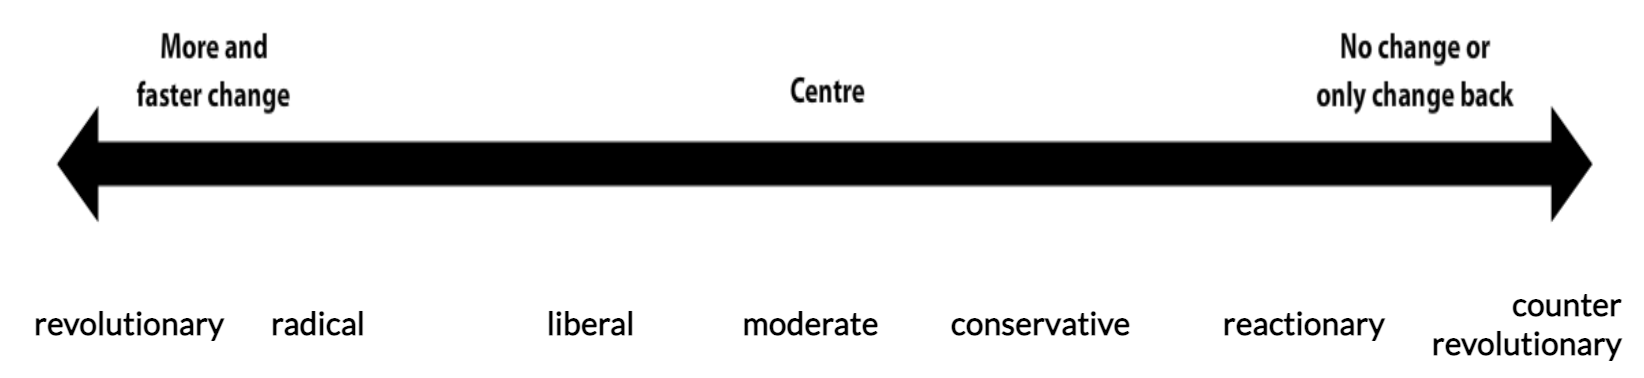 More and
faster change
Centre
No change or
only change back
revolutionary
radical
liberal
moderate
conservative
reactionary
counter
revolutionary